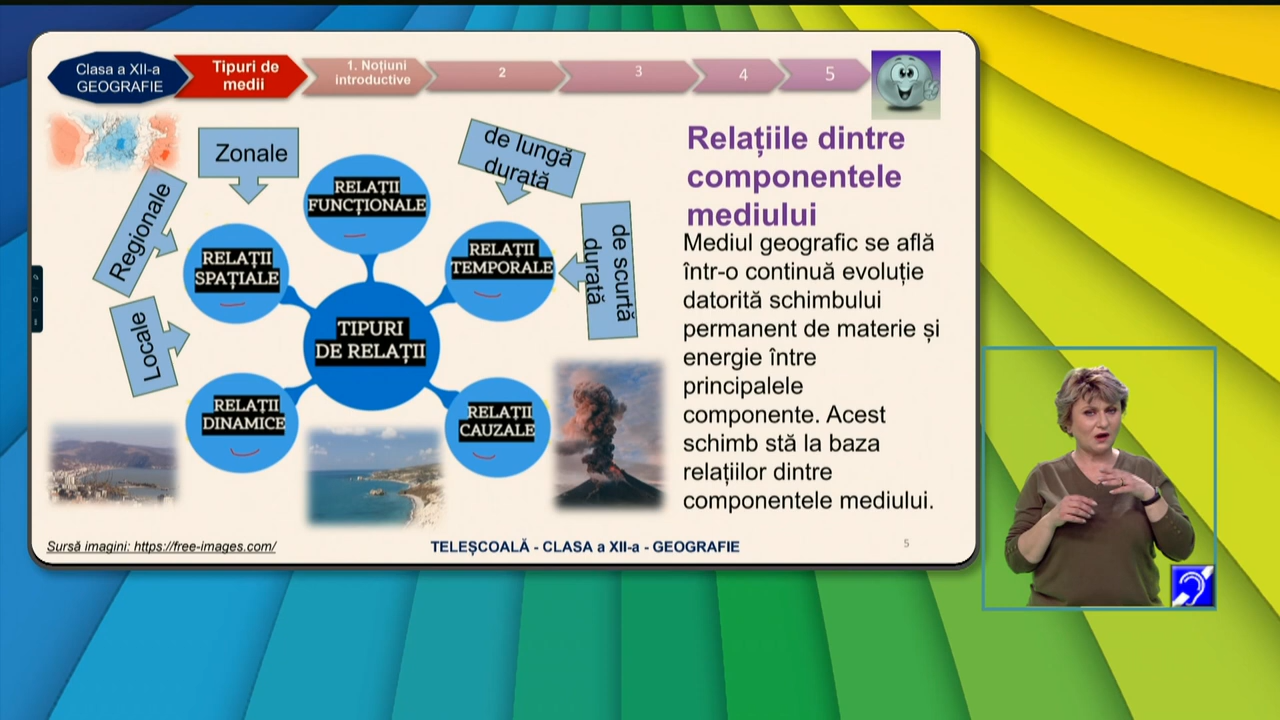 Clasa a XII-a
GEOGRAFIE
Tipuri de
medii
1. Noțiuni
introductive
2
3
4
5
Zonale
Regionale
Locale
de lungă
durată
de scurtă
durată
RELAȚII
FUNCȚIONALE
RELAȚII
SPAȚIALE
RELAȚII
TEMPORALE
TIPURI
DE RELAȚII
RELAȚII
DINAMICE
RELAȚII
CAUZALE
Relațiile dintre
componentele
mediului
Mediul geografic se află
într-o continuă evoluție
datorită schimbului
permanent de materie și
energie între
principalele
componente. Acest
schimb stă la baza
relațiilor dintre
componentele mediului.
Sursă imagini: https://free-images.com/
TELEȘCOALĂ - CLASA a XII-a - GEOGRAFIE
5